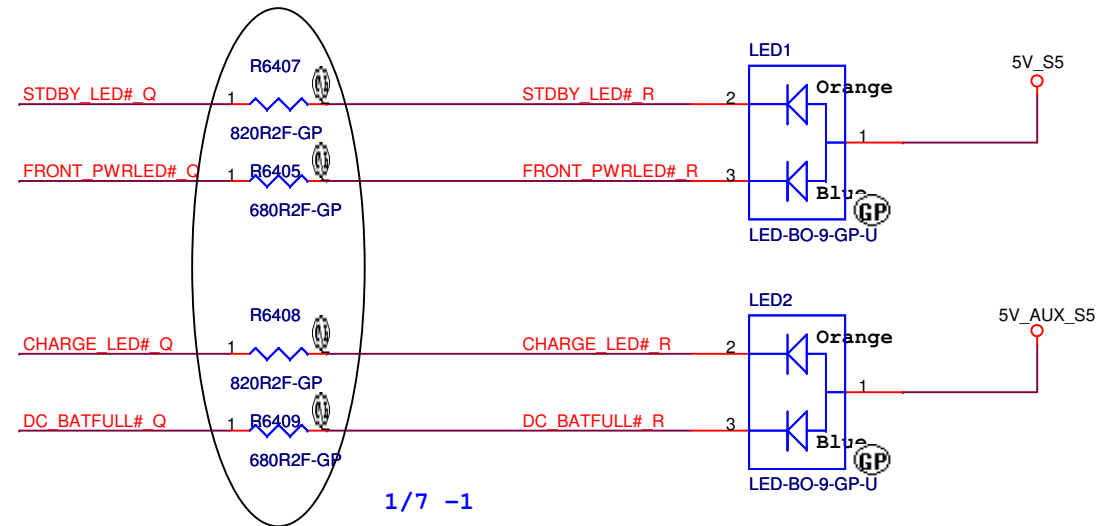 LED1
5V_S5
R6407
Orange
STDBY_LED#_Q
1
STDBY_LED#_R
2
820R2F-GP
1
FRONT_PWRLED#_Q
1
R6405
FRONT_PWRLED#_R
3
Blue
680R2F-GP
GP
LED-BO-9-GP-U
LED2
5V_AUX_S5
R6408
Orange
CHARGE_LED#_Q
1
CHARGE_LED#_R
2
820R2F-GP
1
DC_BATFULL#_Q
1
R6409
DC_BATFULL#_R
3
Blue
680R2F-GP
GP
LED-BO-9-GP-U
1/7 -1